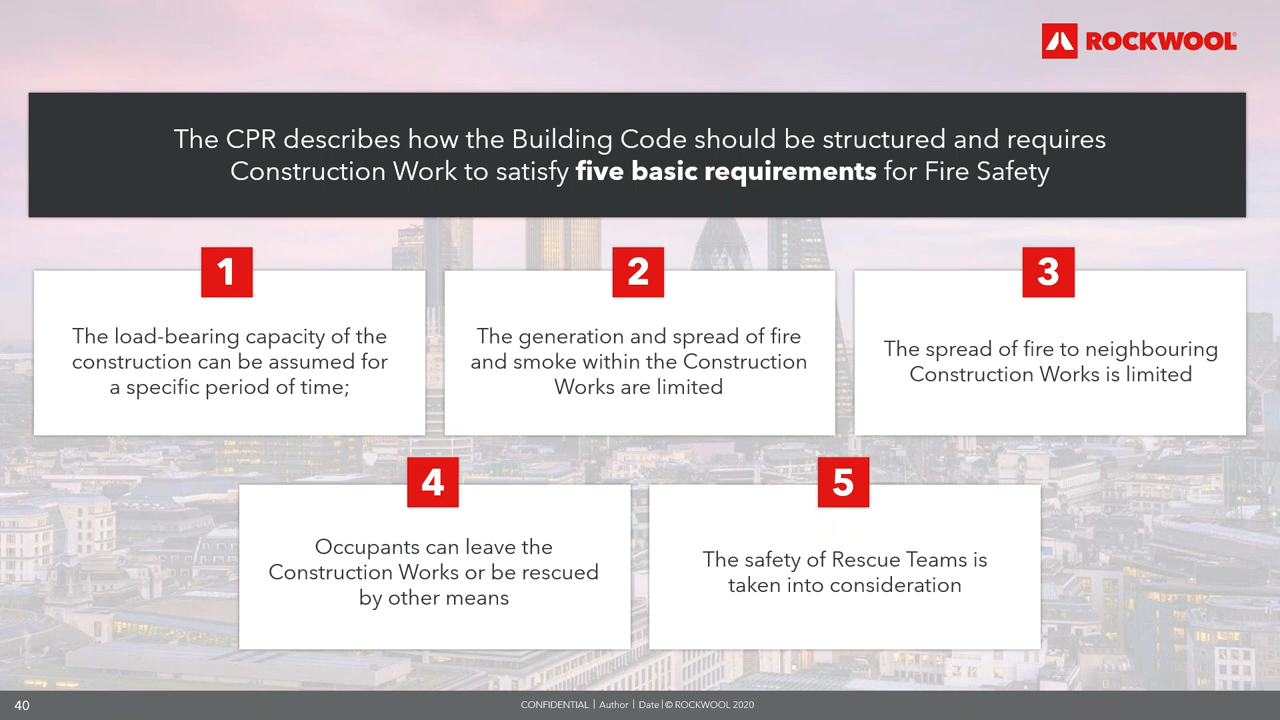 ROCKWOOL®
The CPR describes how the Building Code should be structured and requires
Construction Work to satisfy five basic requirements for Fire Safety
1
The load-bearing capacity of the
construction can be assumed for
a specific period of time;
2
The generation and spread of fire
and smoke within the Construction
Works are limited
3
The spread of fire to neighbouring
Construction Works is limited
4
Occupants can leave the
Construction Works or be rescued
by other means
5
The safety of Rescue Teams is
taken into consideration
40
CONFIDENTIAL | Author | Date | © ROCKWOOL 2020